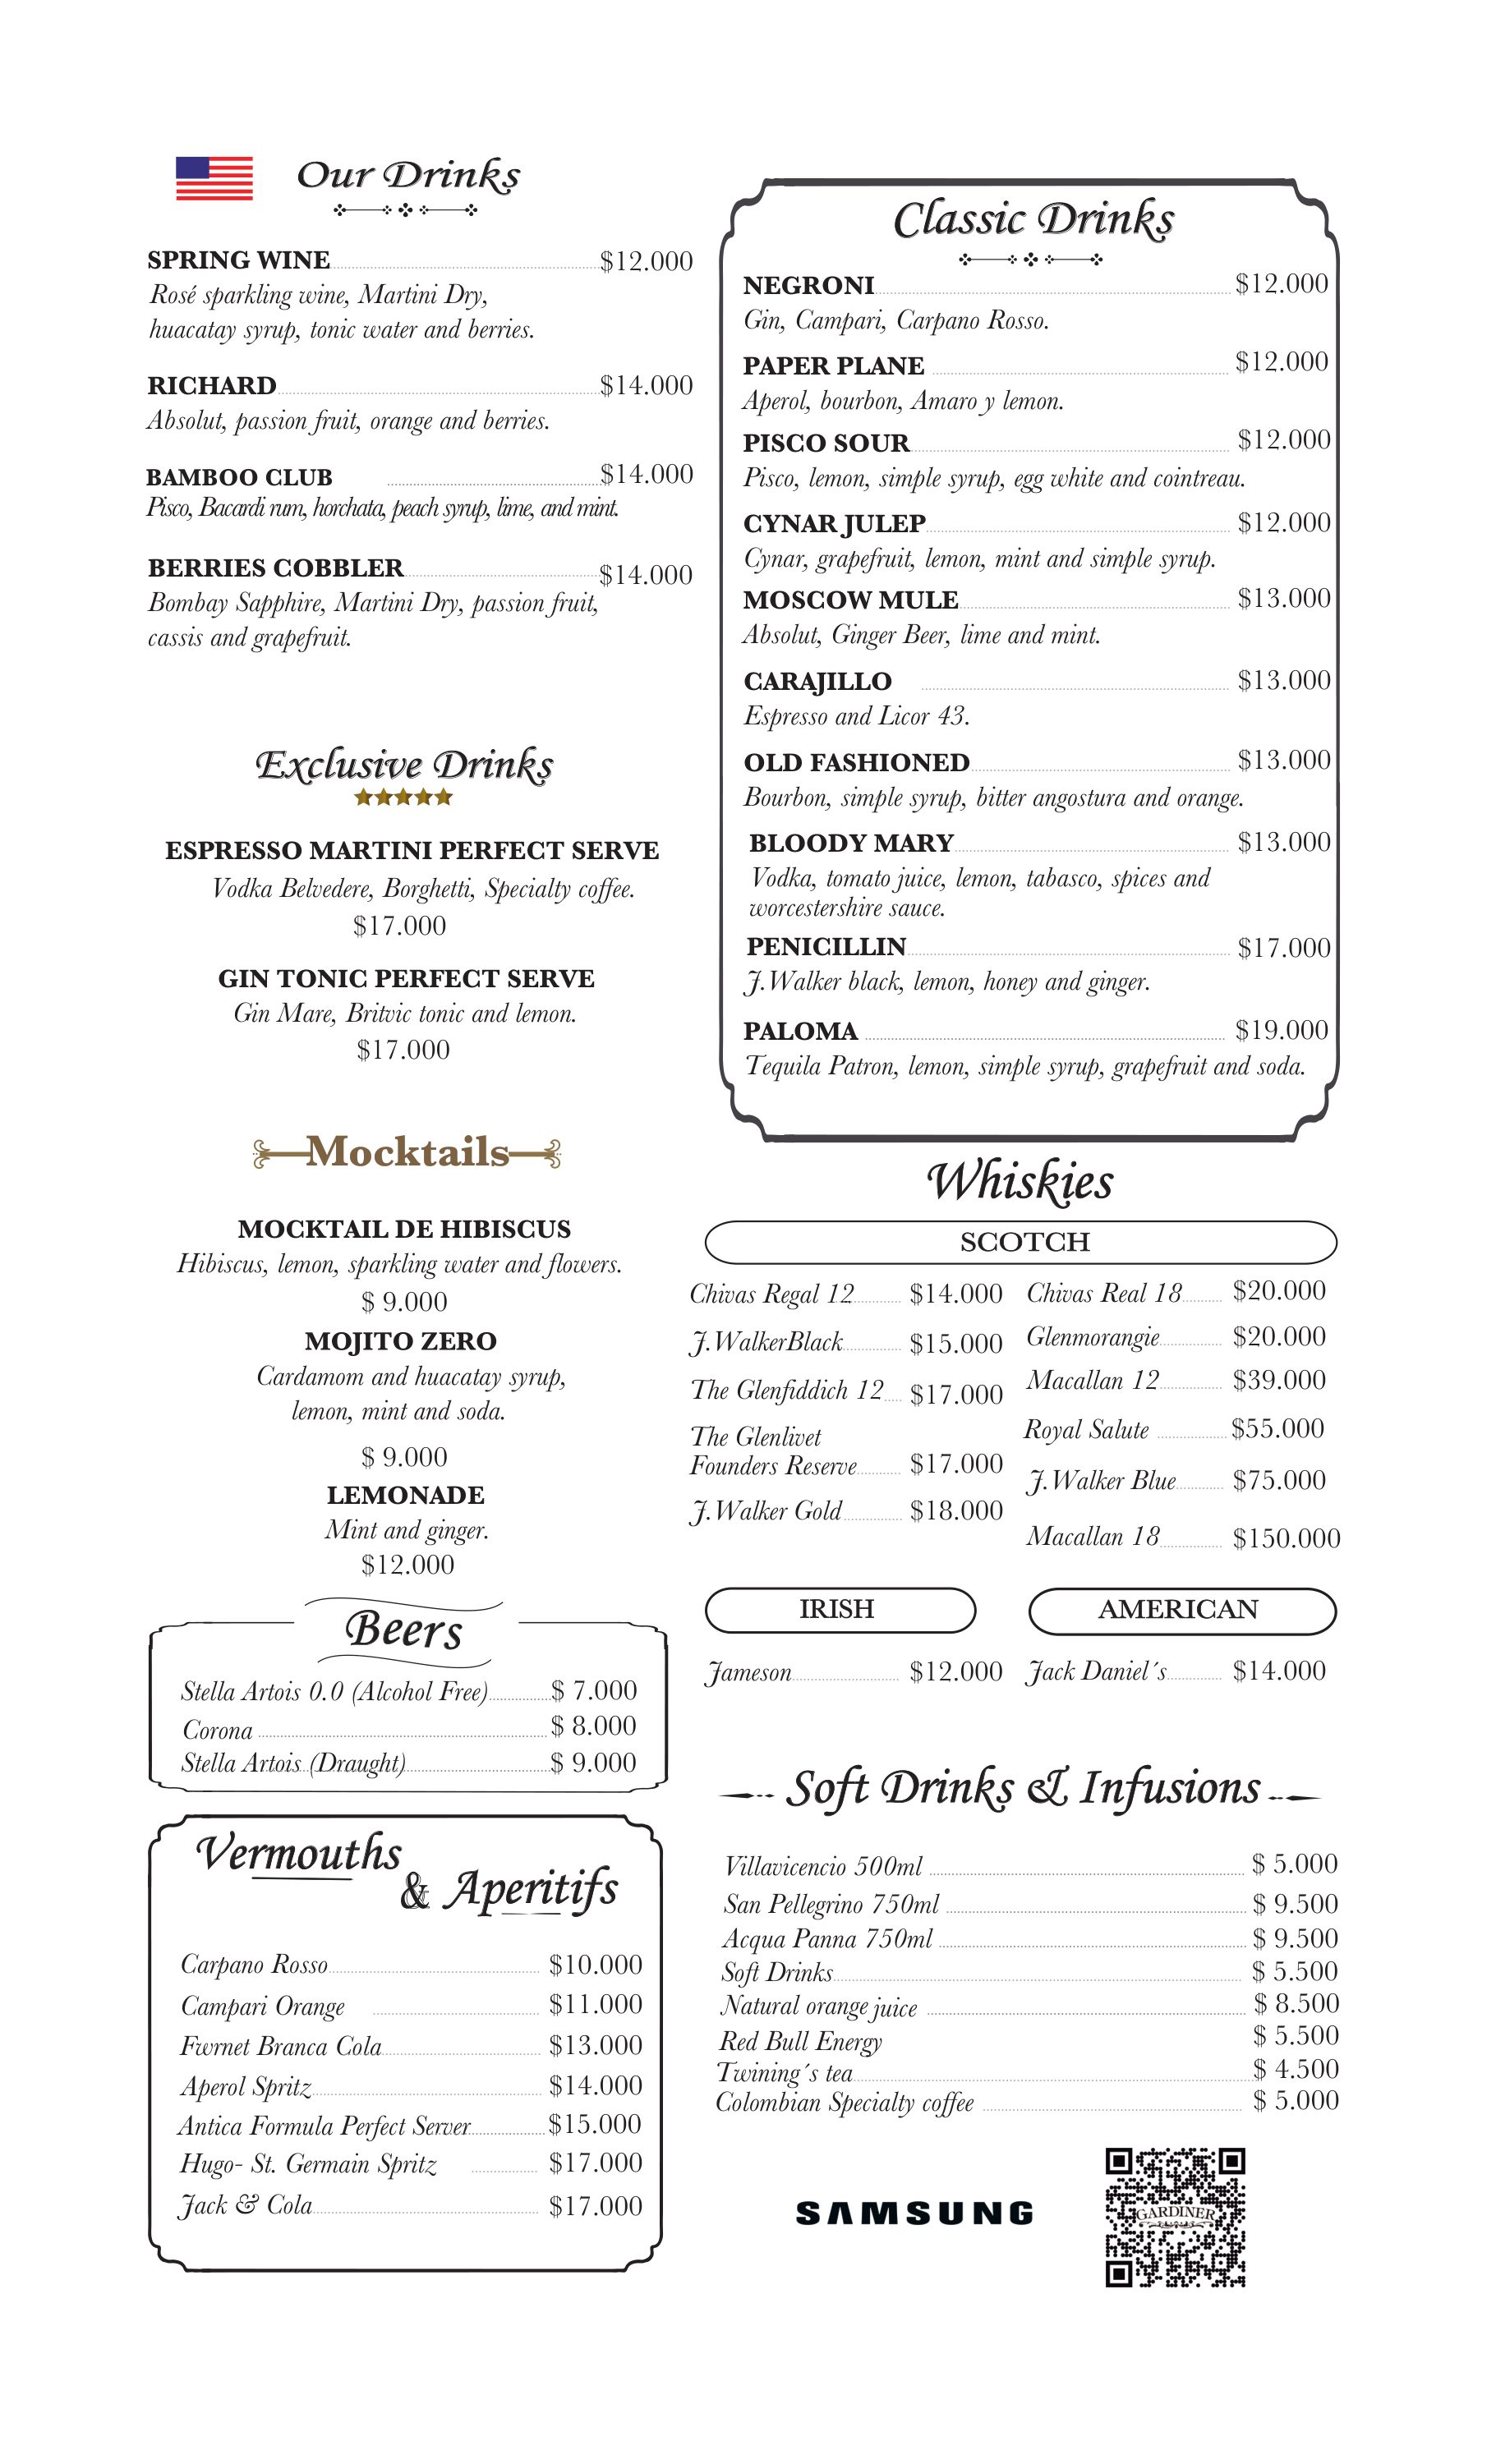 Our Drinks
SPRING WINE $12.000
Rosé sparkling wine, Martini Dry,
huacatay syrup, tonic water and berries.
RICHARD $14.000
Absolut, passion fruit, orange and berries.
BAMBOO CLUB $14.000
Pisco, Bacardi rum, horchata, peach syrup, lime, and mint.
BERRIES COBBLER $14.000
Bombay Sapphire, Martini Dry, passion fruit,
cassis and grapefruit.
Exclusive Drinks
ESPRESSO MARTINI PERFECT SERVE
Vodka Belvedere, Borghetti, Specialty coffee.
$17.000
GIN TONIC PERFECT SERVE
Gin Mare, Britvic tonic and lemon.
$17.000
Mocktails
MOCKTAIL DE HIBISCUS
Hibiscus, lemon, sparkling water and flowers.
$ 9.000
MOJITO ZERO
Cardamom and huacatay syrup,
lemon, mint and soda.
$ 9.000
LEMONADE
Mint and ginger.
$12.000
Beers
Stella Artois 0.0 (Alcohol Free) $ 7.000
Corona $ 8.000
Stella Artois (Draught) $ 9.000
Vermouths
& Aperitifs
Carpano Rosso $10.000
Campari Orange $11.000
Fwrnet Branca Cola $13.000
Aperol Spritz $14.000
Antica Formula Perfect Server $15.000
Hugo- St. Germain Spritz $17.000
Jack & Cola $17.000
Classic Drinks
NEGRONI $12.000
Gin, Campari, Carpano Rosso.
PAPER PLANE $12.000
Aperol, bourbon, Amaro y lemon.
PISCO SOUR $12.000
Pisco, lemon, simple syrup, egg white and cointreau.
CYNAR JULEP $12.000
Cynar, grapefruit, lemon, mint and simple syrup.
MOSCOW MULE $13.000
Absolut, Ginger Beer, lime and mint.
CARAJILLO $13.000
Espresso and Licor 43.
OLD FASHIONED $13.000
Bourbon, simple syrup, bitter angostura and orange.
BLOODY MARY $13.000
Vodka, tomato juice, lemon, tabasco, spices and
worcestershire sauce.
PENICILLIN $17.000
J.Walker black, lemon, honey and ginger.
PALOMA $19.000
Tequila Patron, lemon, simple syrup, grapefruit and soda.
Whiskies
SCOTCH
Chivas Regal 12 $14.000
J.WalkerBlack $15.000
The Glenfiddich 12 $17.000
The Glenlivet
Founders Reserve $17.000
J.Walker Gold $18.000
Chivas Real 18 $20.000
Glenmorangie $20.000
Macallan 12 $39.000
Royal Salute $55.000
J.Walker Blue $75.000
Macallan 18 $150.000
IRISH
Jameson $12.000
AMERICAN
Jack Daniel´s $14.000
Soft Drinks & Infusions
Villavicencio 500ml $ 5.000
San Pellegrino 750ml $ 9.500
Acqua Panna 750ml $ 9.500
Soft Drinks $ 5.500
Natural orange juice $ 8.500
Red Bull Energy $ 5.500
Twining´s tea $ 4.500
Colombian Specialty coffee $ 5.000
SAMSUNG
GARDINER